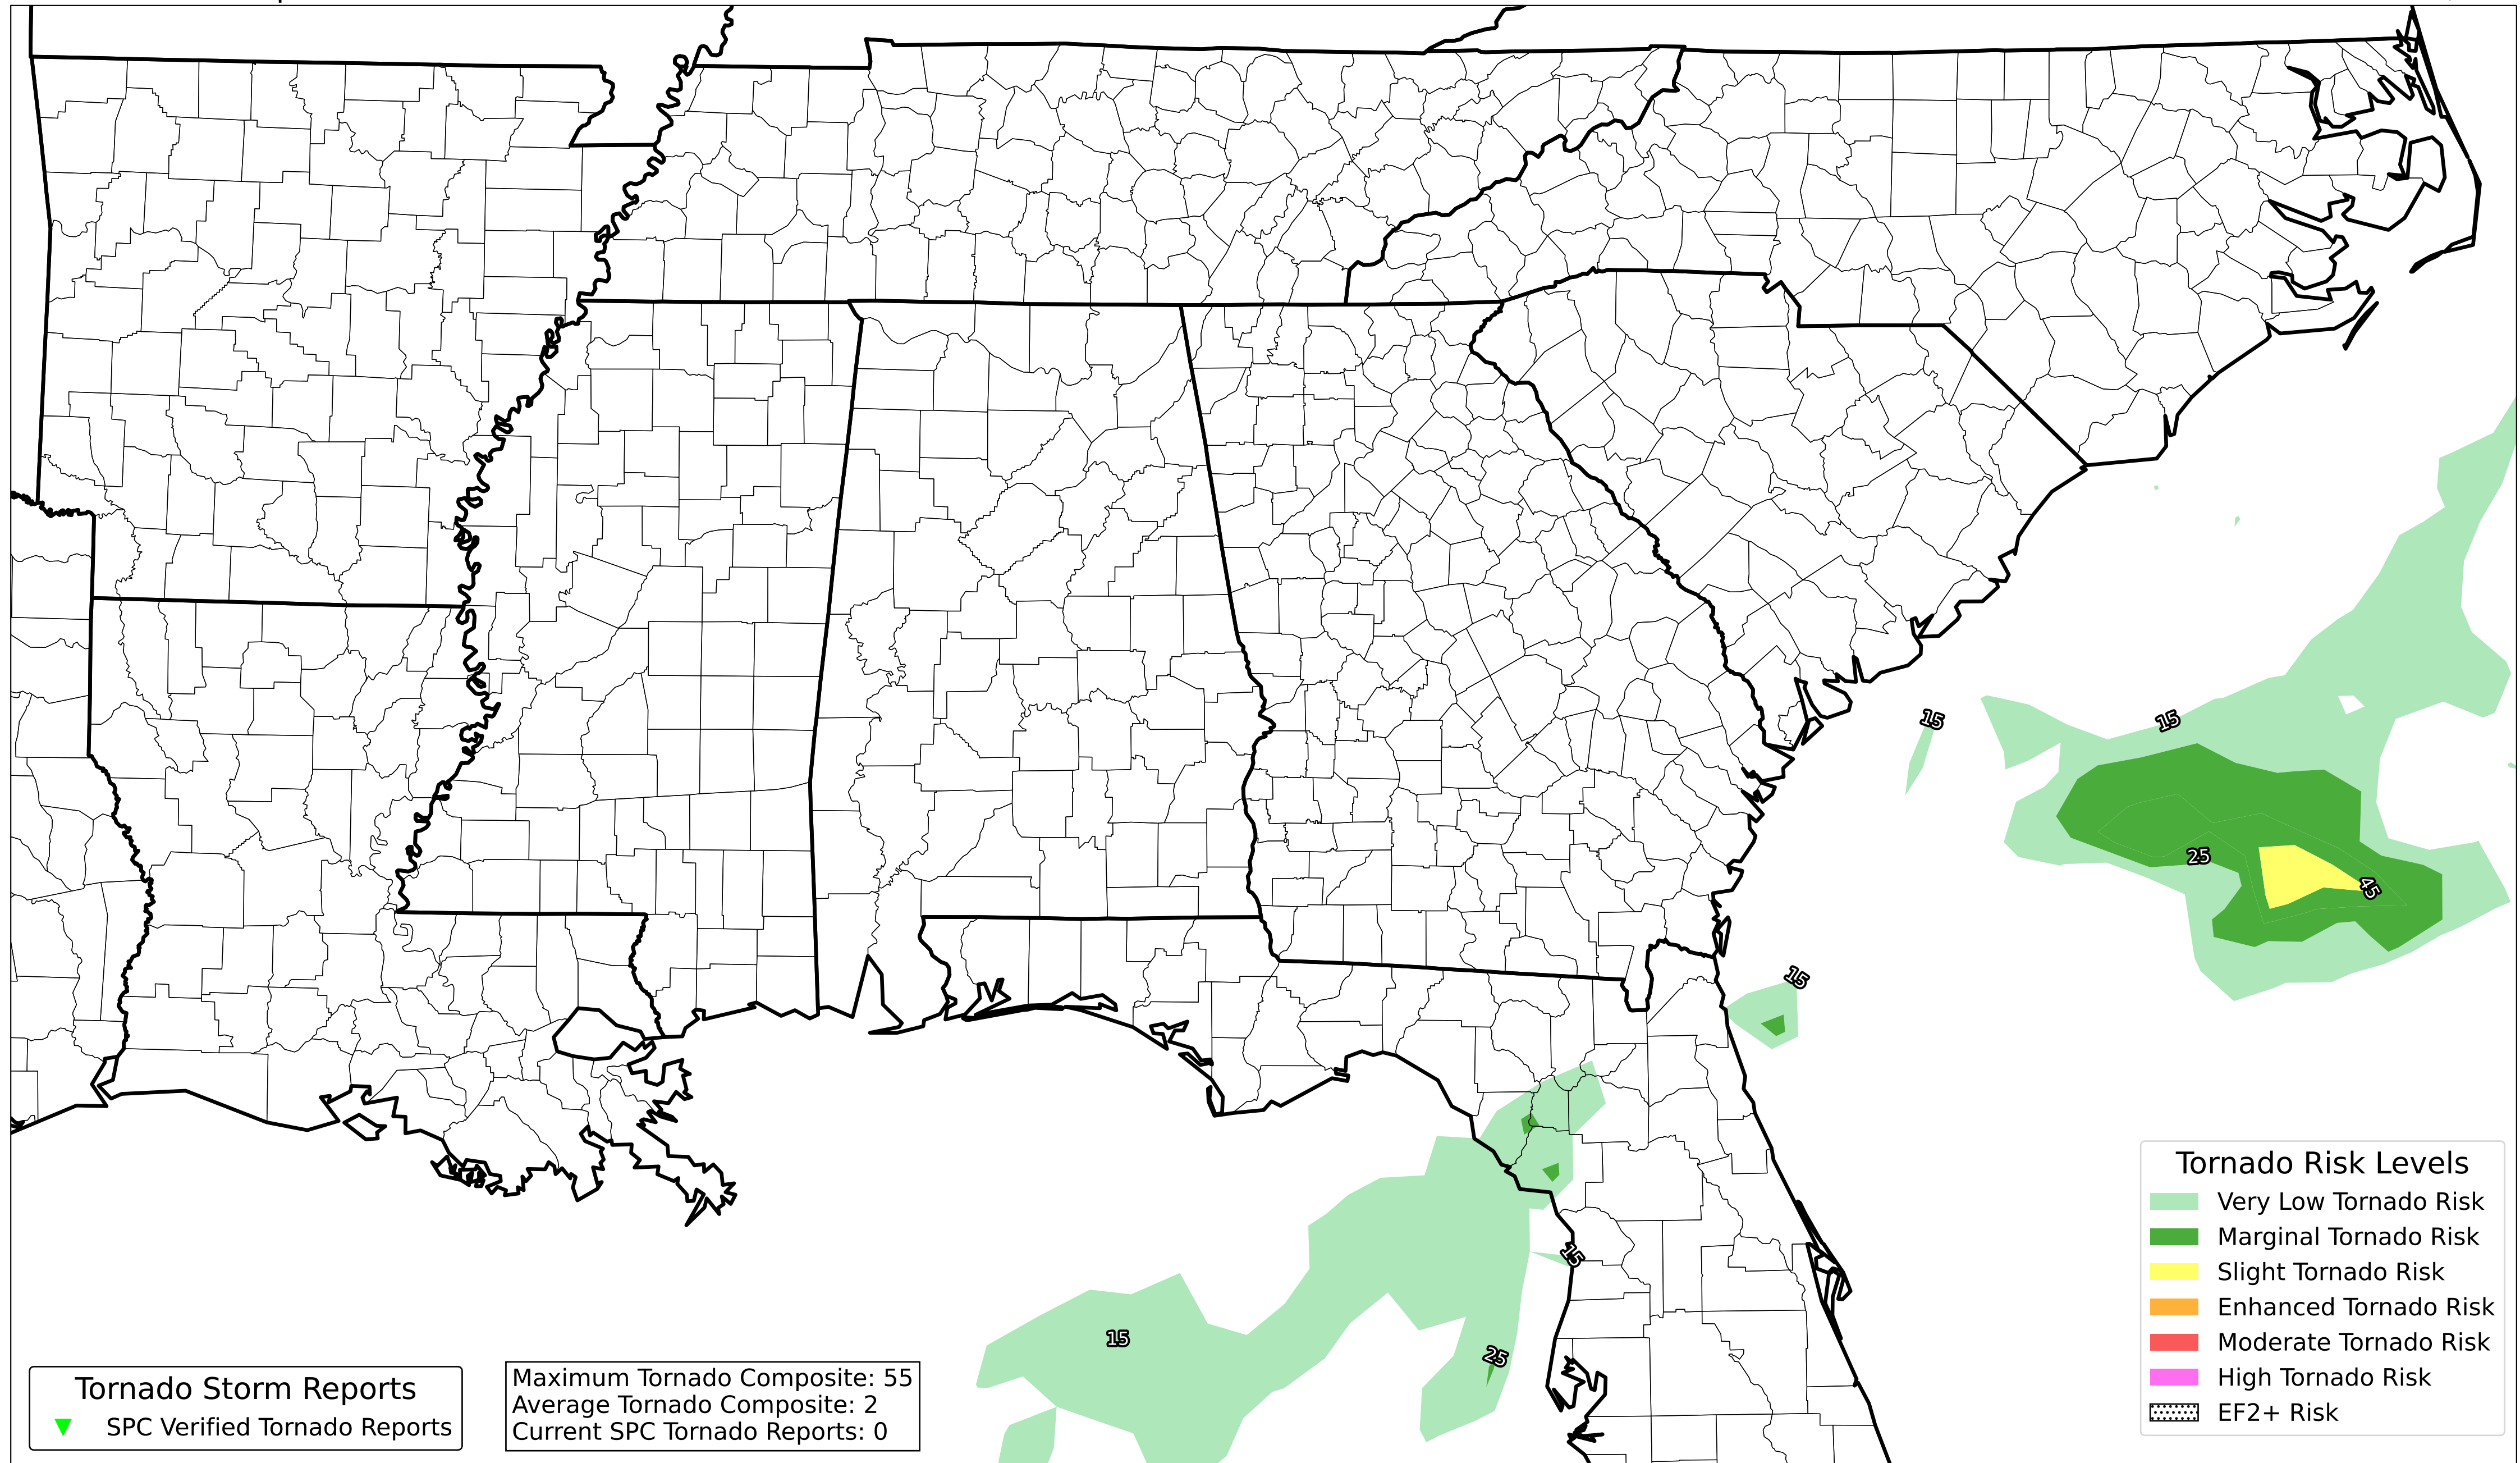 15
15
25
45
15
15
15
25
Tornado Storm Reports
SPC Verified Tornado Reports
Maximum Tornado Composite: 55
Average Tornado Composite: 2
Current SPC Tornado Reports: 0
Tornado Risk Levels
Very Low Tornado Risk
Marginal Tornado Risk
Slight Tornado Risk
Enhanced Tornado Risk
Moderate Tornado Risk
High Tornado Risk
EF2+ Risk